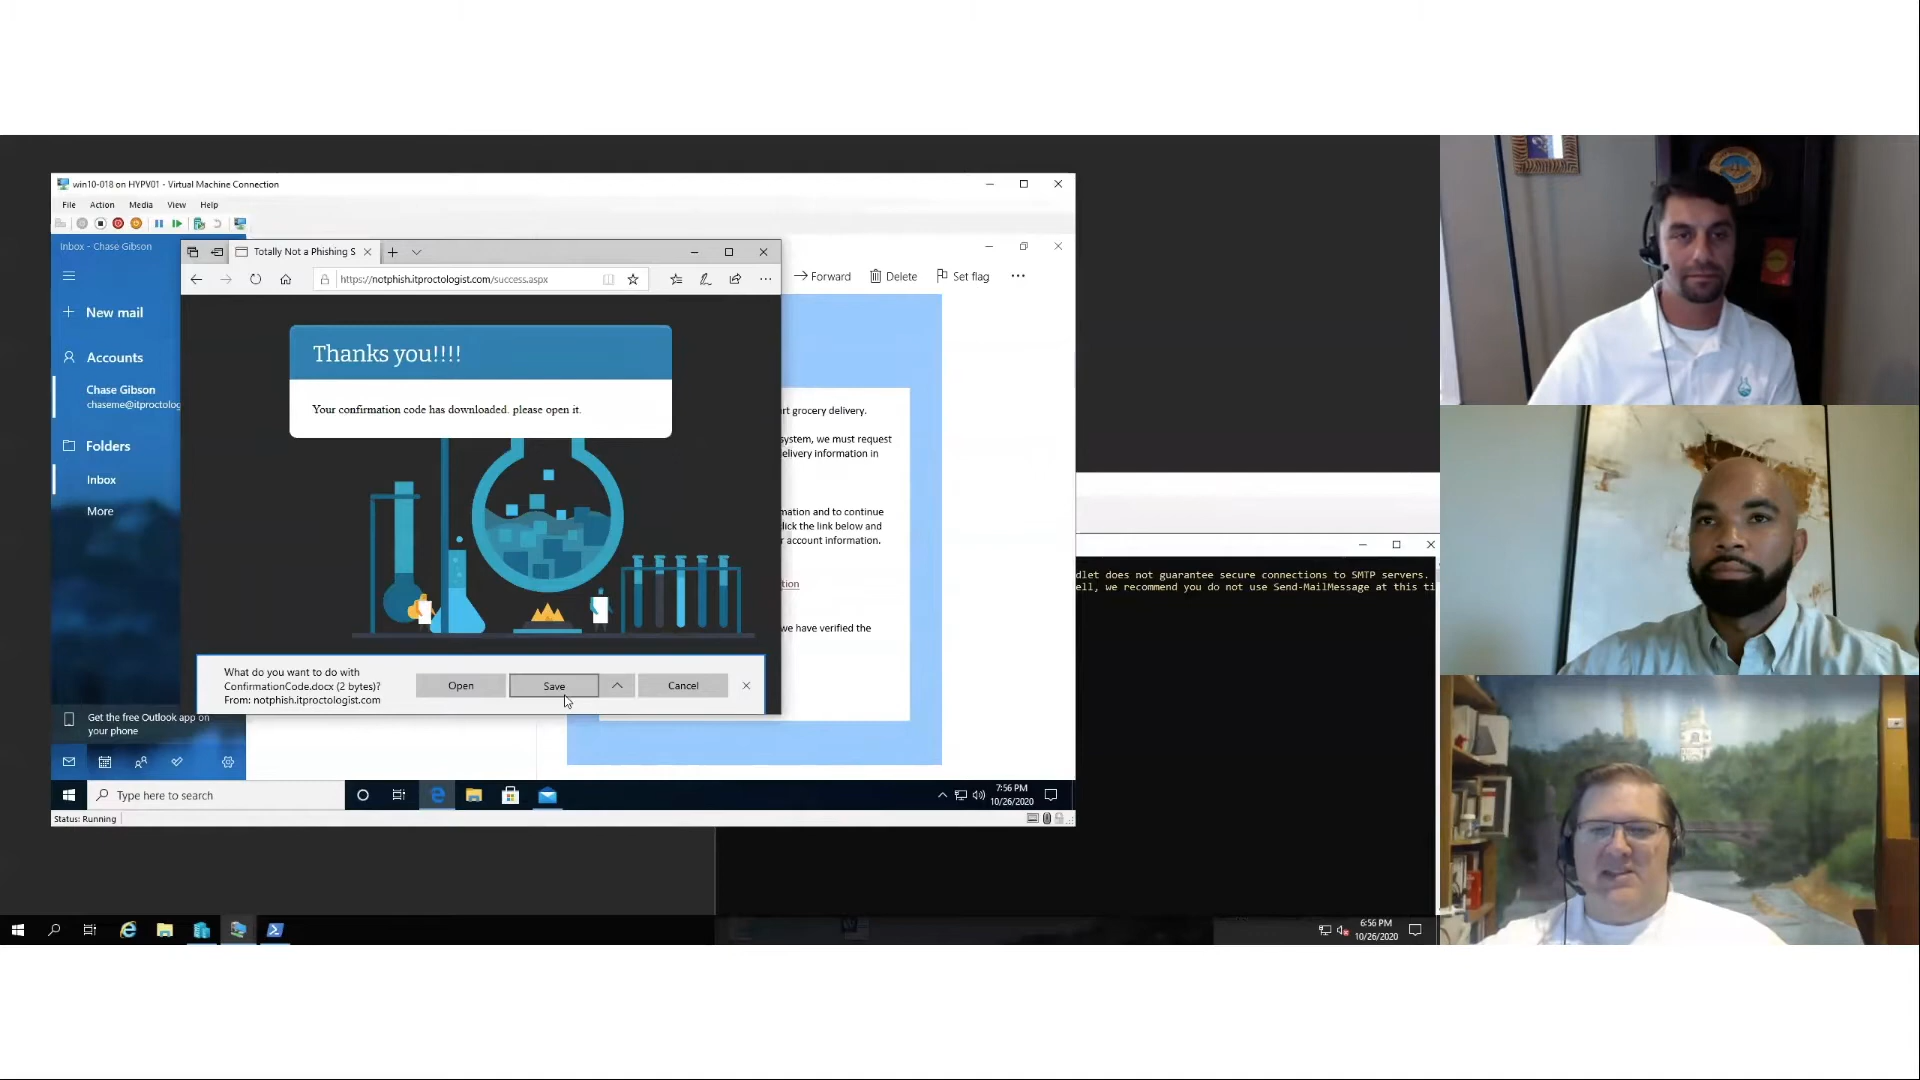 win10-018 on HYPV01 - Virtual Machine Connection
File Action Media View Help
Inbox - Chase Gibson
Totally Not a Phishing S
https://notphish.itproctologist.com/success.aspx
Forward
Delete
Set flag
New mail
Accounts
Chase Gibson
chaseme@itproctolog
Folders
Inbox
More
Get the free Outlook app on
your phone
Thanks you!!!!
Your confirmation code has downloaded. please open it.
rt grocery delivery.
system, we must request
elivery information in
mation and to continue
lick the link below and
r account information.
tion
we have verified the
What do you want to do with
ConfirmationCode.docx (2 bytes)?
From: notphish.itproctologist.com
Open
Save
Cancel
dlet does not guarantee secure connections to SMTP servers.
ell, we recommend you do not use Send-MailMessage at this ti
Type here to search
7:56 PM
10/26/2020
Status: Running
6:56 PM
10/26/2020